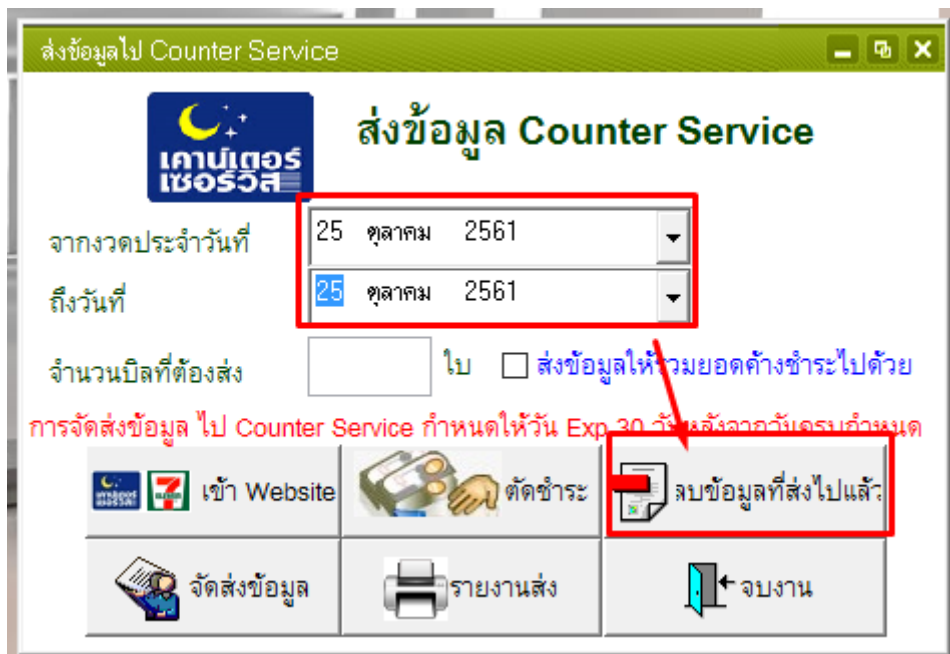 ส่งข้อมูลไป Counter Service
เคาน์เตอร์
เซอร์วิส
ส่งข้อมูล Counter Service
จากงวดประจำวันที่ 25 ตุลาคม 2561
ถึงวันที่ 25 ตุลาคม 2561
จำนวนบิลที่ต้องส่ง ใบ ส่งข้อมูลให้รวมยอดค้างชำระไปด้วย
การจัดส่งข้อมูล ไป Counter Service กำหนดให้วัน Exp 30 วันหลังจากวันครบกำหนด
เข้า Website ตัดชำระ ลบข้อมูลที่ส่งไปแล้ว
จัดส่งข้อมูล รายงานส่ง จบงาน